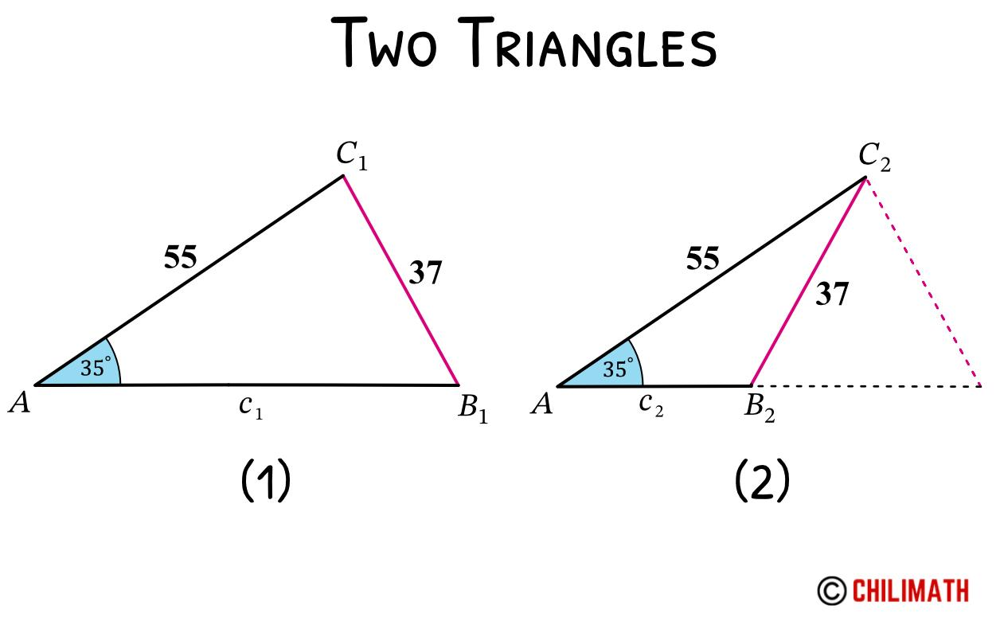 TWO TRIANGLES
C₁
C₂
55
37
55
37
35°
35°
A
c₁
B₁
A
c₂
B₂
(1)
(2)
© CHILIMATH